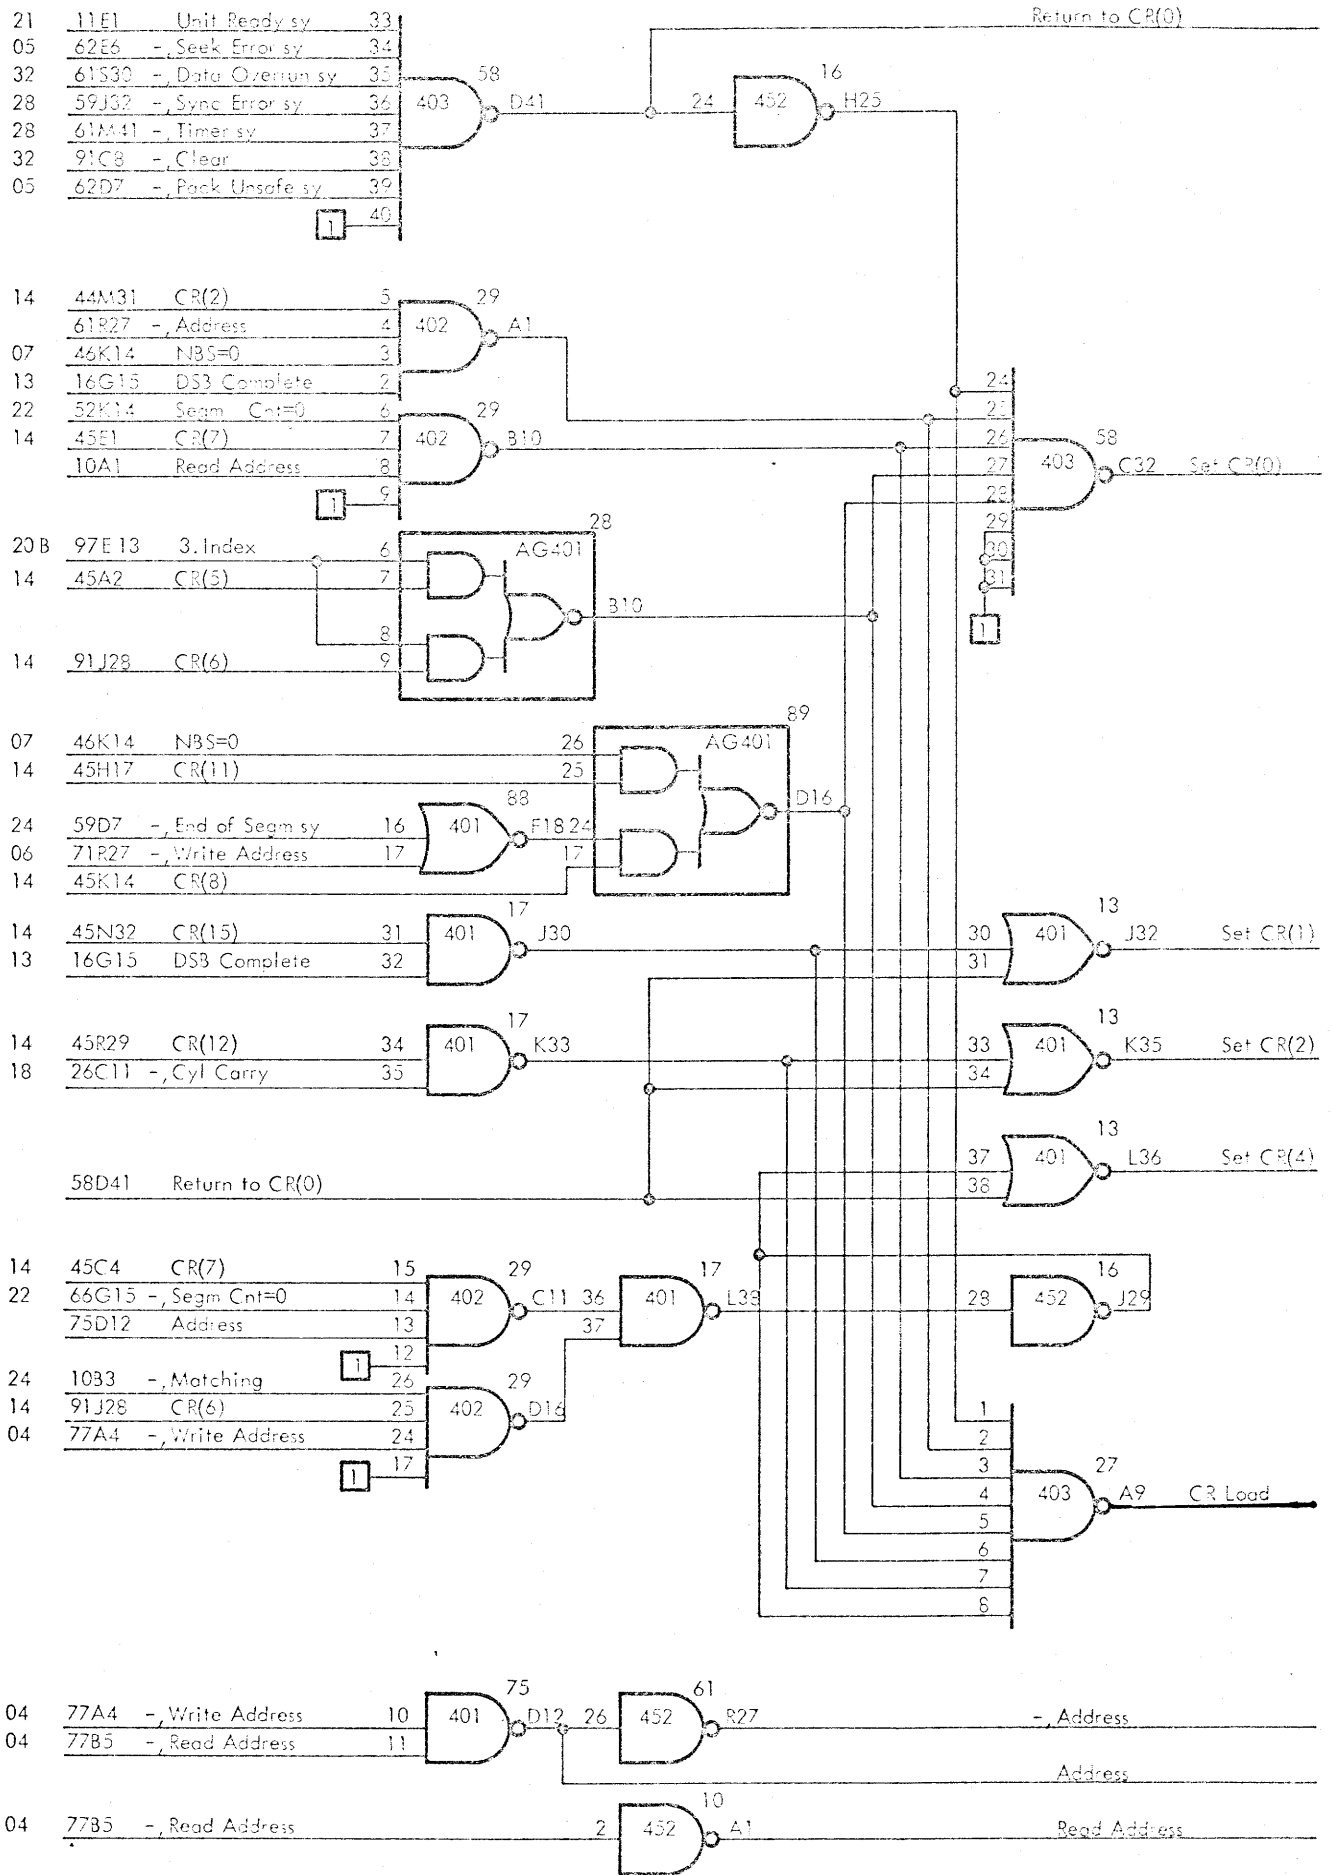 21 11E1 Unit Ready sy 33 Return to CR(0)
05 62E6 -,Seek Error sy 34
32 61S30 -,Data Overrun sy 35 58 16
28 59J32 -,Sync Error sy 36 403 D41 24 452 H25
28 61M41 -,Timer sy 37
32 91C8 -,Clear 38
05 62D7 -,Pack Unsafe sy 39
1 40
14 44M31 CR(2) 5 29
61R27 -,Address 4 402 A1
07 46K14 NBS=0 3
13 16G15 DSB Complete 2 24
22 52K14 Segm Cnt=0 6 29 25
14 45E1 CR(7) 7 402 B10 26 58
10A1 Read Address 8 27 403 C32 Set CR(0)
1 9 28
28 29
20B 97E13 3.Index 6 AG401 30
14 45A2 CR(5) 7 31
B10
8 1
14 91J28 CR(6) 9
89
07 46K14 NBS=0 26 AG401
14 45H17 CR(11) 25
88 D16
24 59D7 -,End of Segm sy 16 401 F18 24
06 71R27 -,Write Address 17 17
14 45K14 CR(8)
17 13
14 45N32 CR(15) 31 401 J30 30 401 J32 Set CR(1)
13 16G15 DSB Complete 32 31
17 13
14 45R29 CR(12) 34 401 K33 33 401 K35 Set CR(2)
18 26C11 -,Cyl Carry 35 34
13
37 401 L36 Set CR(4)
58D41 Return to CR(0) 38
14 45C4 CR(7) 15 29 17 16
22 66G15 -,Segm Cnt=0 14 402 C11 36 401 L38 28 452 J29
75D12 Address 13 37
1 12
24 10B3 -,Matching 26 29
14 91J28 CR(6) 25 402 D16 1
04 77A4 -,Write Address 24 2
1 17 3 27
4 403 A9 CR Load
5
6
7
8
75 61
04 77A4 -,Write Address 10 401 D12 26 452 R27 -,Address
04 77B5 -,Read Address 11
Address
10
04 77B5 -,Read Address 2 452 A1 Read Address